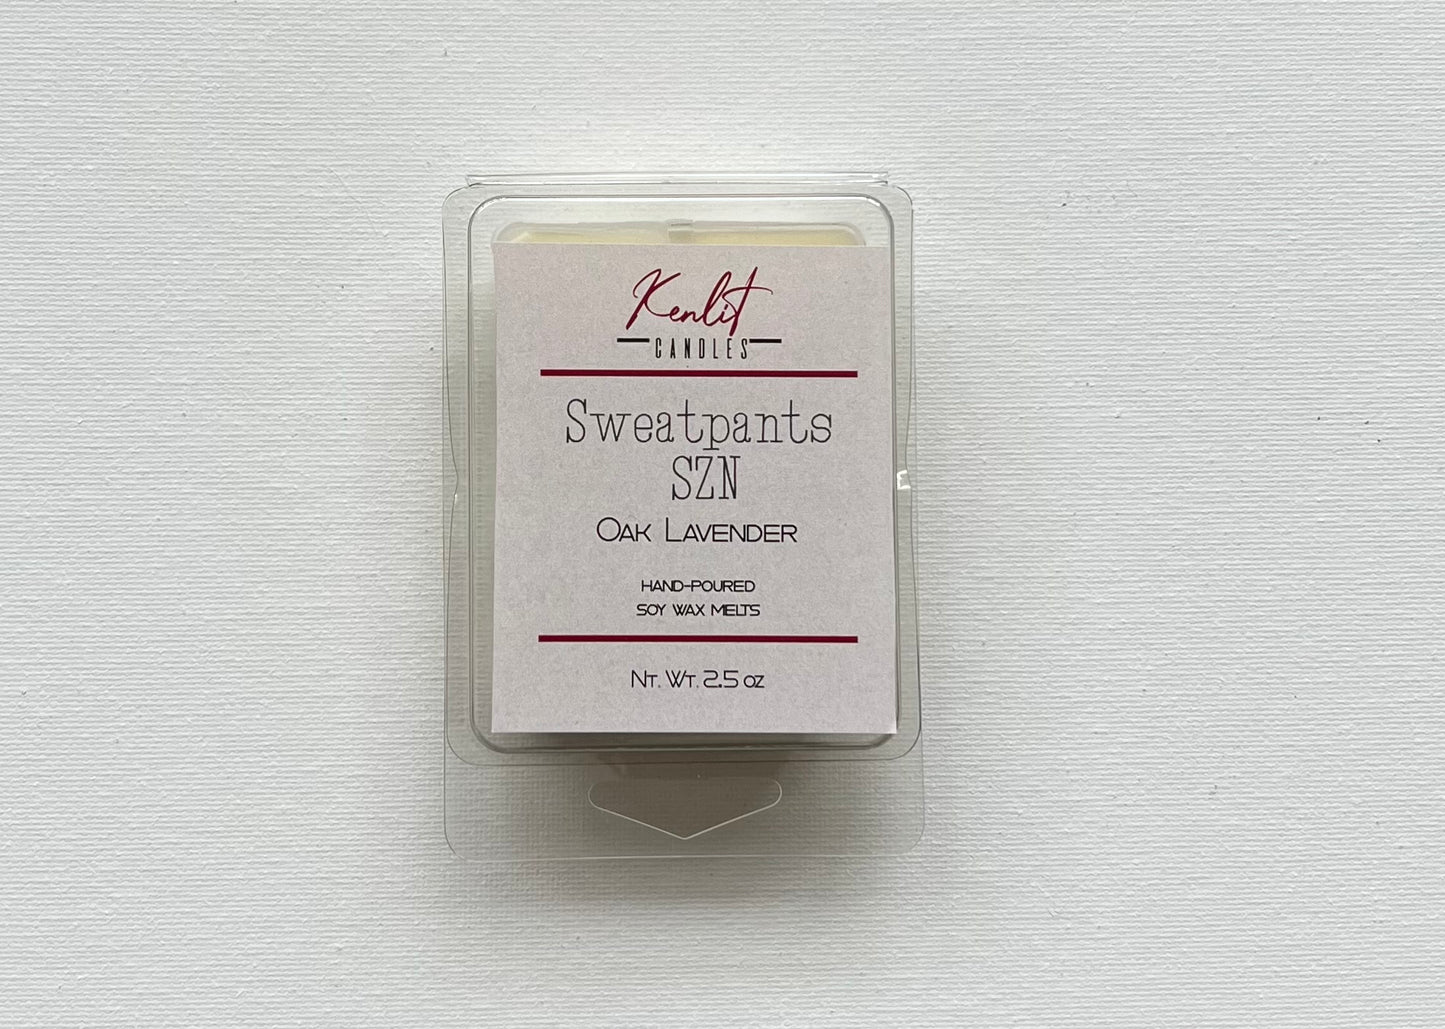 Kenlit
CANDLES
Sweatpants
SZN
Oak Lavender
HAND-POURED
SOY WAX MELTS
Nt. Wt. 2.5 oz